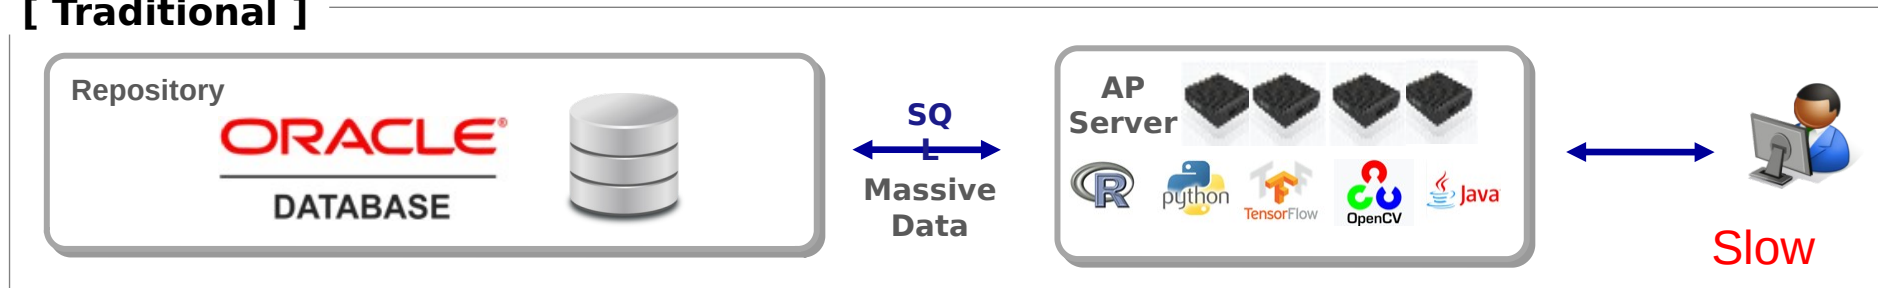 [ Traditional ]
Repository
ORACLE®
DATABASE
SQ
L
Massive
Data
AP
Server
R
python
TensorFlow
OpenCV
Java
Slow